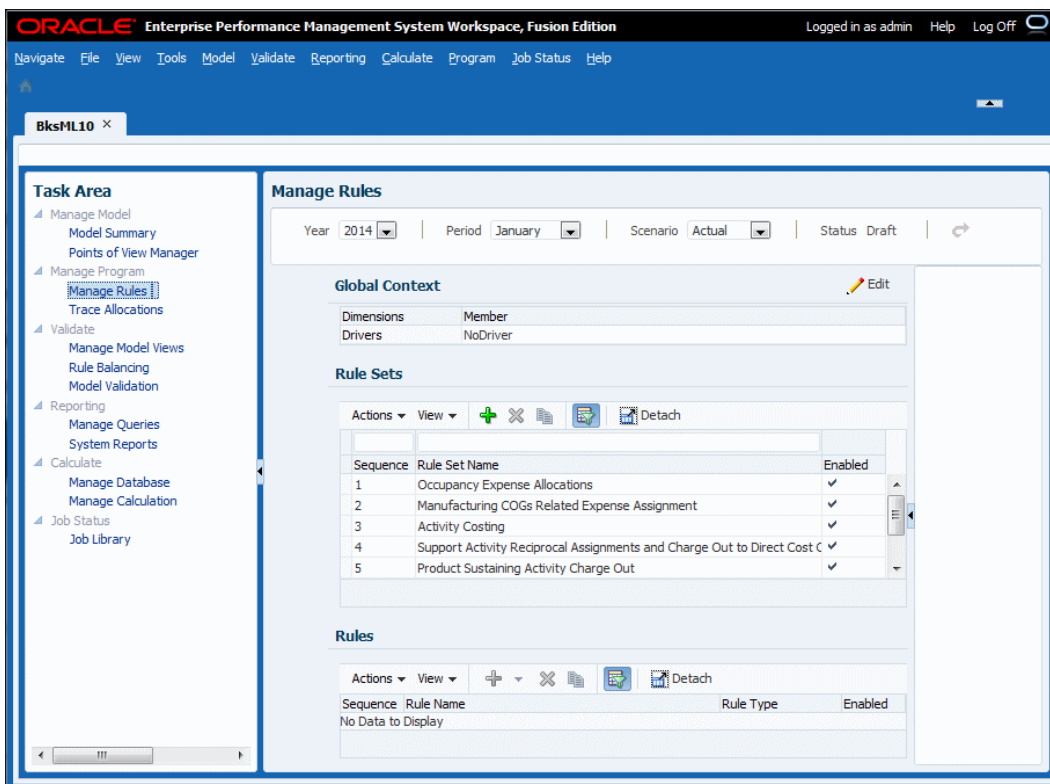 ORACLE Enterprise Performance Management System Workspace, Fusion Edition Logged in as admin Help Log Off
Navigate File View Tools Model Validate Reporting Calculate Program Job Status Help
BksML10 ×
Task Area
Manage Model
Model Summary
Points of View Manager
Manage Program
Manage Rules
Trace Allocations
Validate
Manage Model Views
Rule Balancing
Model Validation
Reporting
Manage Queries
System Reports
Calculate
Manage Database
Manage Calculation
Job Status
Job Library
Manage Rules
Year 2014 Period January Scenario Actual Status Draft
Global Context Edit
Dimensions Member
Drivers NoDriver
Rule Sets
Actions View Detach
Sequence Rule Set Name Enabled
1 Occupancy Expense Allocations
2 Manufacturing COGs Related Expense Assignment
3 Activity Costing
4 Support Activity Reciprocal Assignments and Charge Out to Direct Cost
5 Product Sustaining Activity Charge Out
Rules
Actions View Detach
Sequence Rule Name Rule Type Enabled
No Data to Display